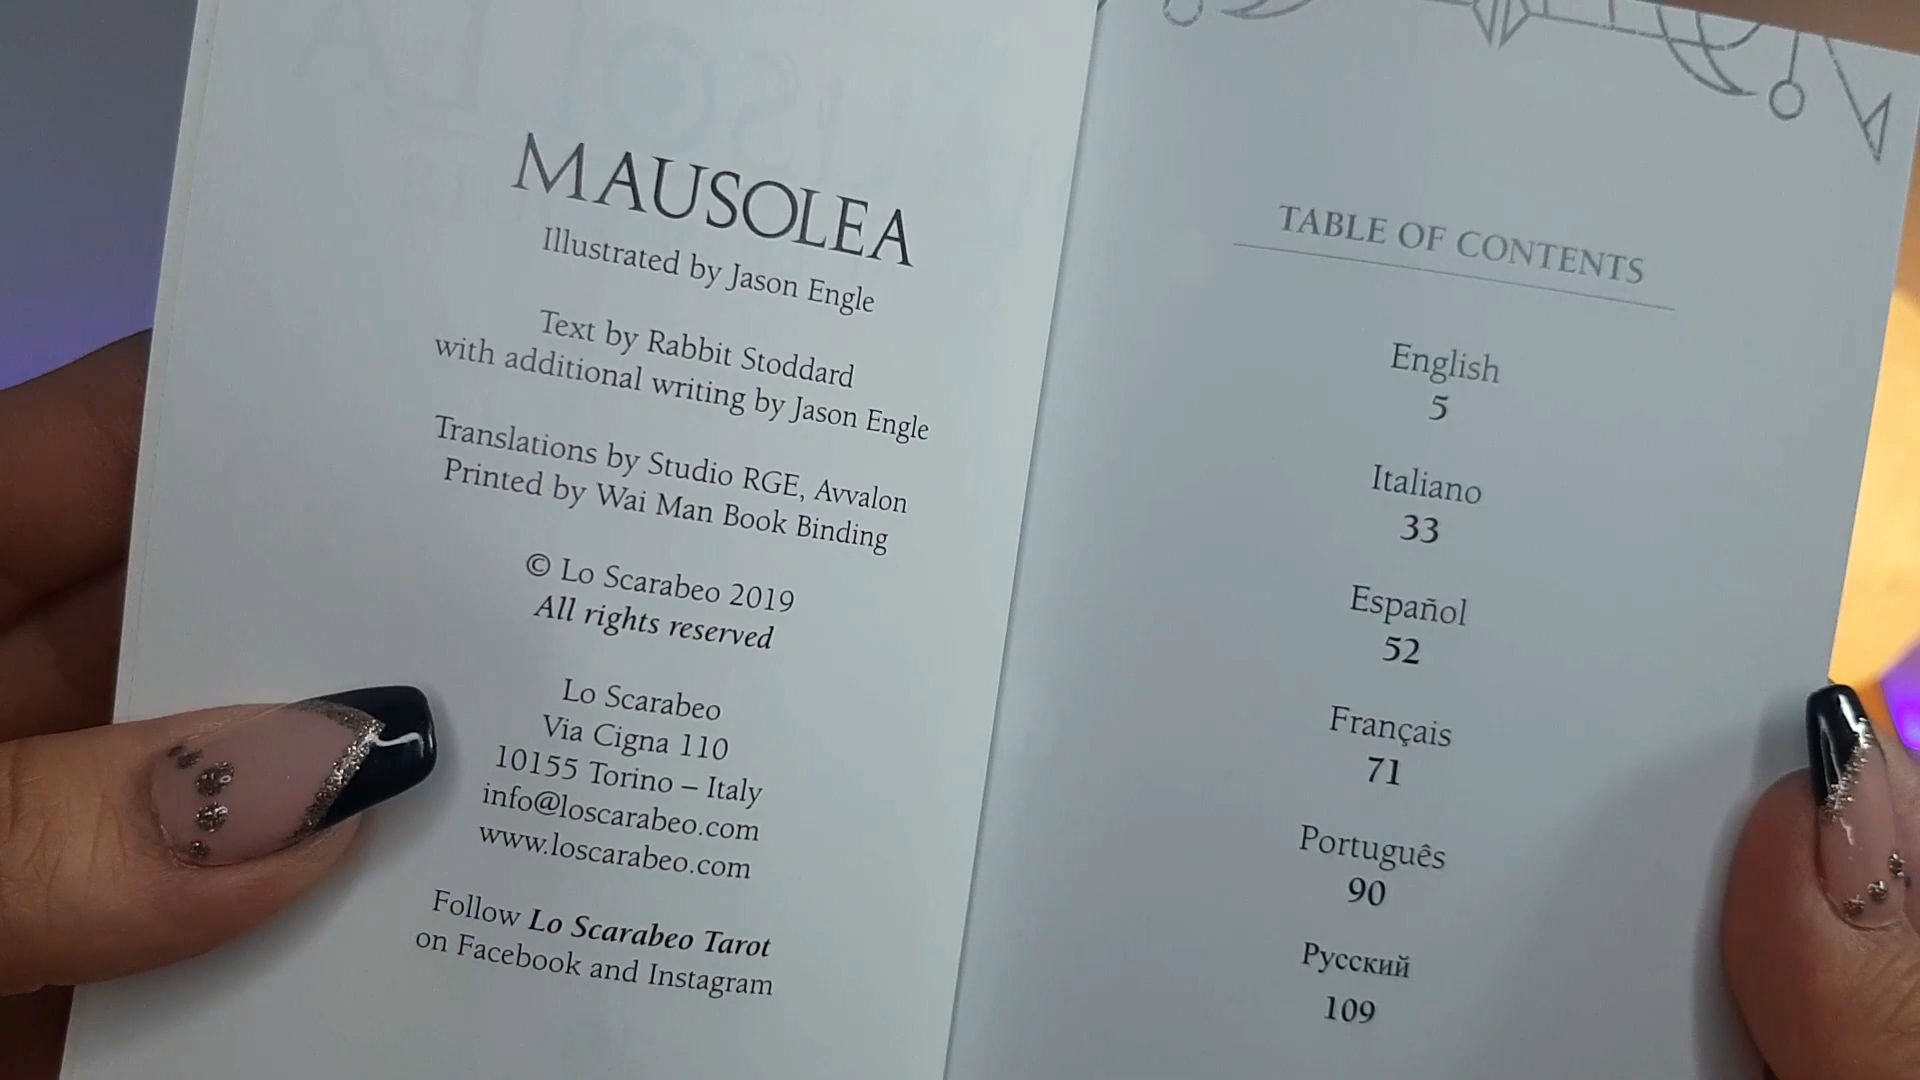 MAUSOLEA
Illustrated by Jason Engle
Text by Rabbit Stoddard
with additional writing by Jason Engle
Translations by Studio RGE, Avvalon
Printed by Wai Man Book Binding
© Lo Scarabeo 2019
All rights reserved
Lo Scarabeo
Via Cigna 110
10155 Torino – Italy
info@loscarabeo.com
www.loscarabeo.com
Follow Lo Scarabeo Tarot
on Facebook and Instagram
TABLE OF CONTENTS
English
5
Italiano
33
Español
52
Français
71
Português
90
Русский
109